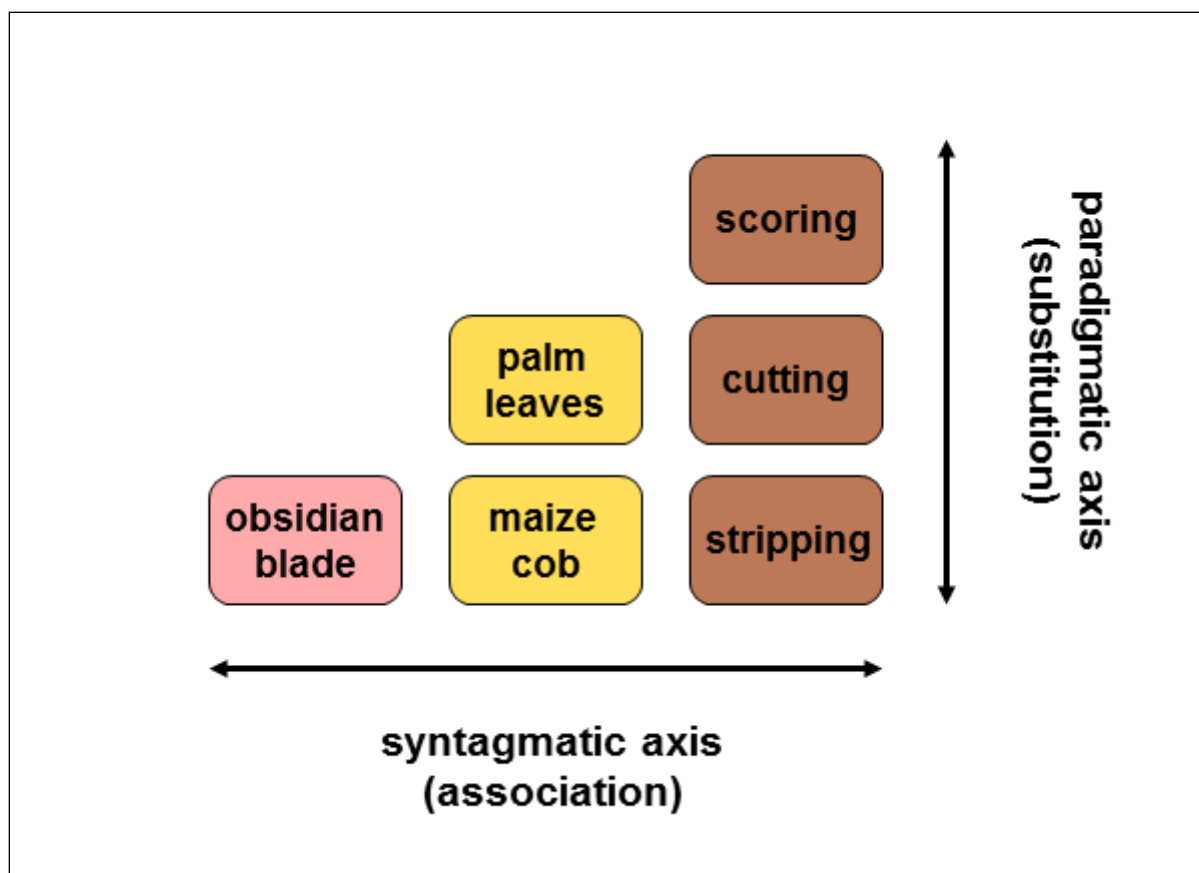 scoring
palm
leaves
cutting
obsidian
blade
maize
cob
stripping
syntagmatic axis
(association)
paradigmatic axis
(substitution)